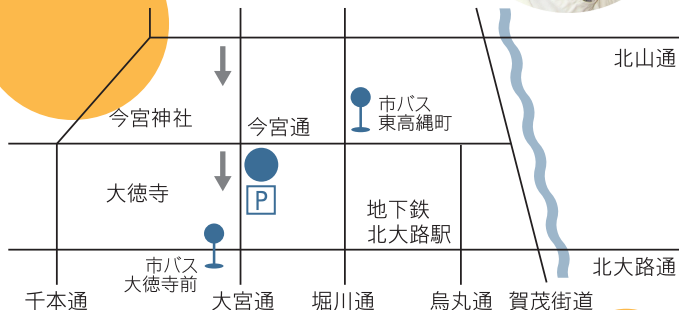 北山通
市バス
東高縄町
今宮神社
今宮通
大徳寺
P
地下鉄
北大路駅
市バス
大徳寺前
北大路通
千本通
大宮通
堀川通
烏丸通
賀茂街道